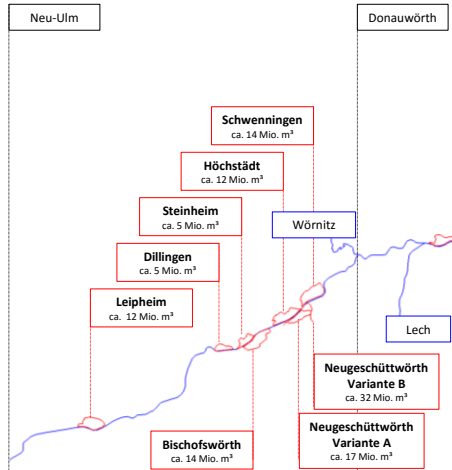 Neu-Ulm
Donauwörth
Schwenningen
ca. 14 Mio. m³
Höchstädt
ca. 12 Mio. m³
Steinheim
ca. 5 Mio. m³
Wörnitz
Dillingen
ca. 5 Mio. m³
Leipheim
ca. 12 Mio. m³
Lech
Neugeschüttwörth
Variante B
ca. 32 Mio. m³
Bischofswörth
ca. 14 Mio. m³
Neugeschüttwörth
Variante A
ca. 17 Mio. m³